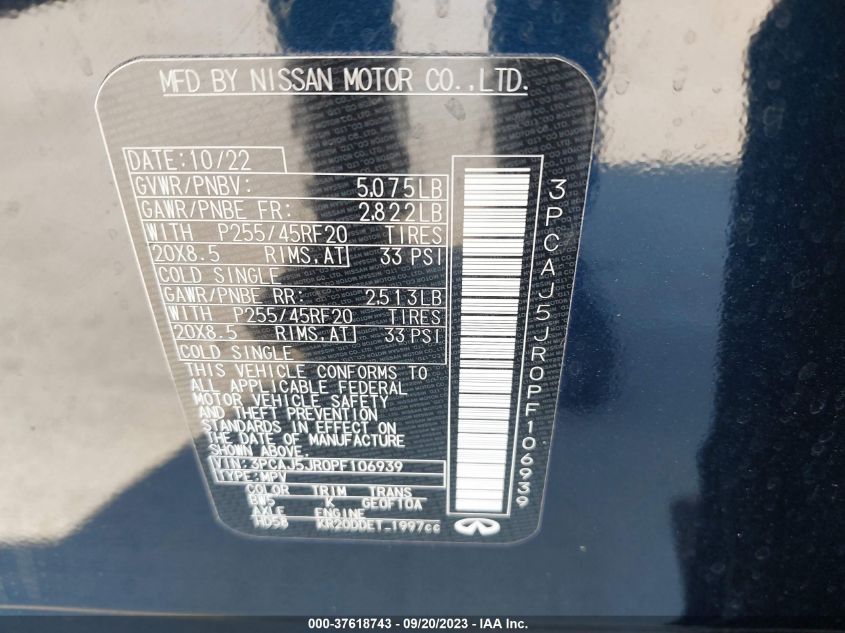 MFD BY NISSAN MOTOR CO.,LTD.
DATE:10/22
GVWR/PNBV: 5,075LB
GAWR/PNBE FR: 2,822LB
WITH P255/45RF20 TIRES
20X8.5 RIMS,AT 33 PSI
COLD SINGLE
GAWR/PNBE RR: 2,513LB
WITH P255/45RF20 TIRES
20X8.5 RIMS,AT 33 PSI
COLD SINGLE
THIS VEHICLE CONFORMS TO
ALL APPLICABLE FEDERAL
MOTOR VEHICLE SAFETY
AND THEFT PREVENTION
STANDARDS IN EFFECT ON
THE DATE OF MANUFACTURE
SHOWN ABOVE.
VIN: 3PCAJ5JR0PF106939
TYPE:MPV
COLOR TRIM TRANS
BW5 K GE0F10A
AXLE ENGINE
HD58 KR20DDET 1997cc
3PCAJ5JR0PF106939
000-37618743 - 09/20/2023 - IAA Inc.